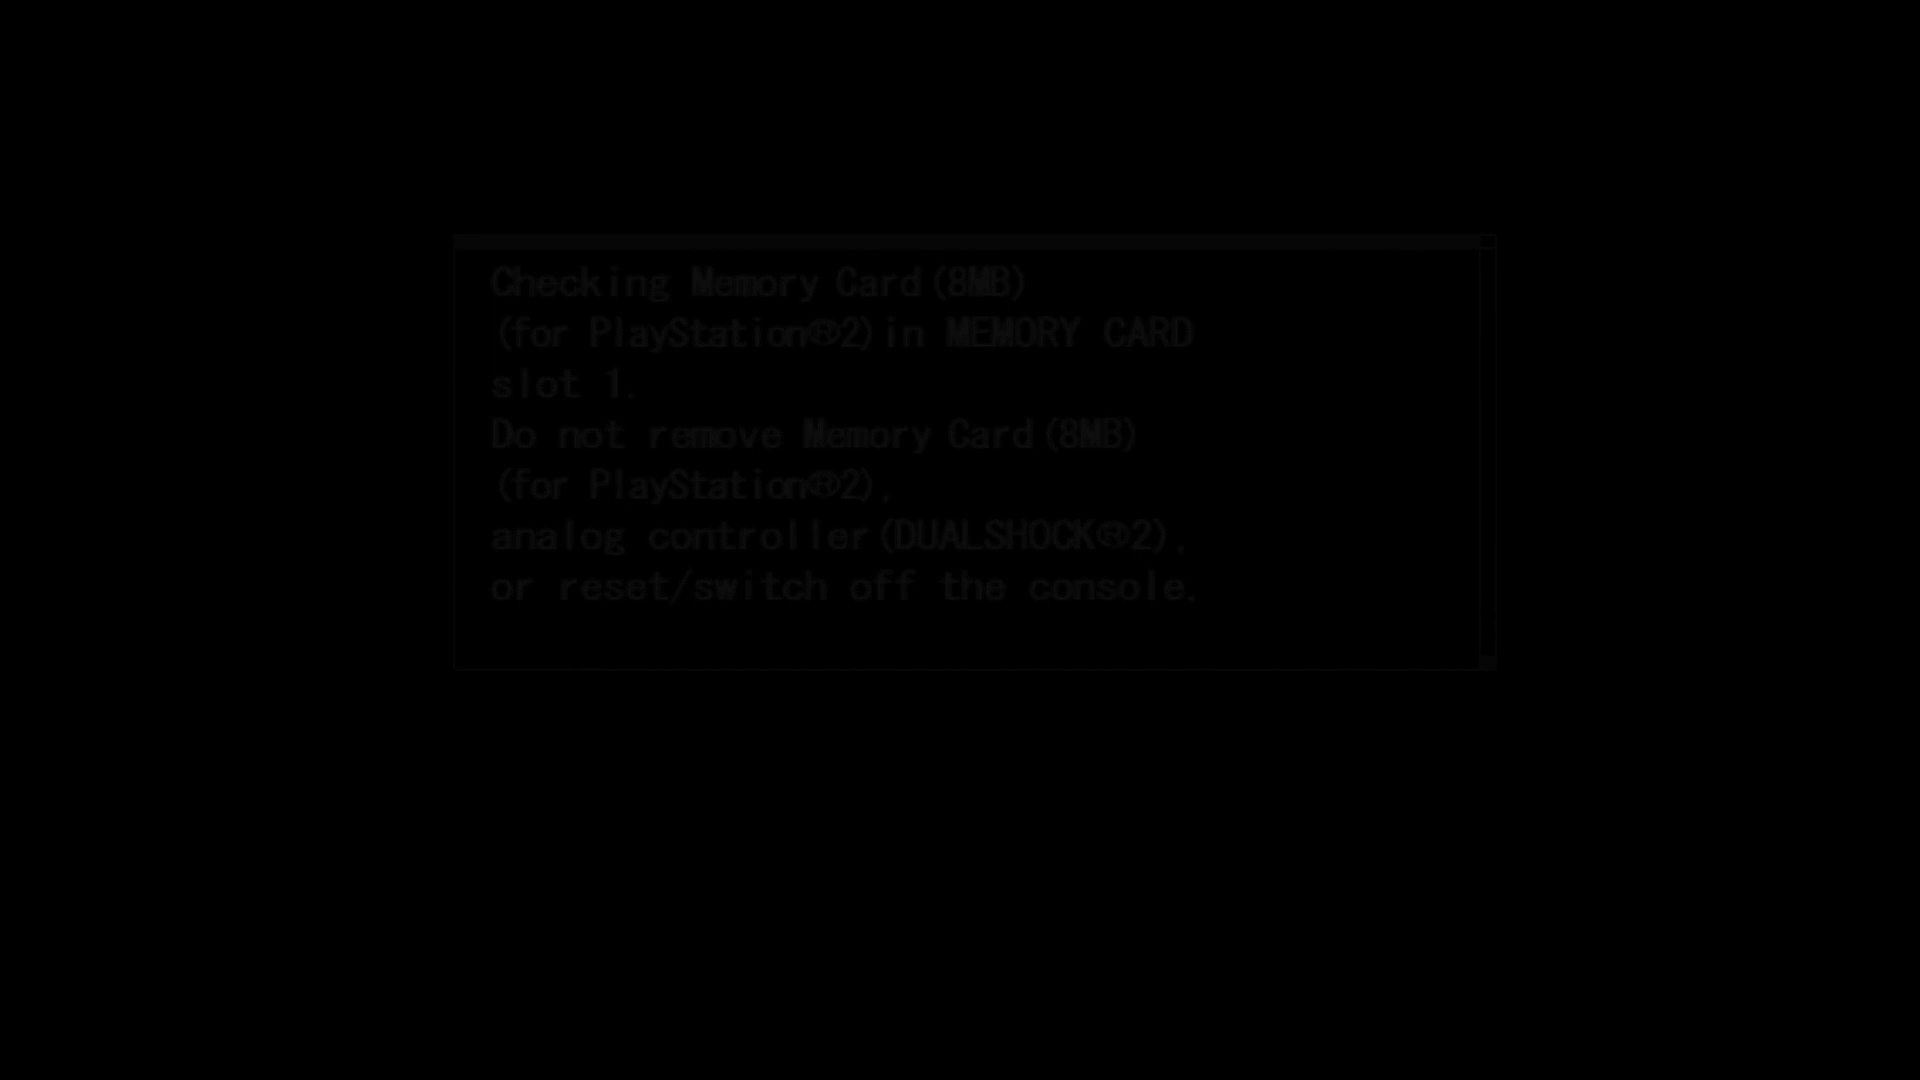 Checking Memory Card(8MB)
(for PlayStation®2)in MEMORY CARD
slot 1.
Do not remove Memory Card(8MB)
(for PlayStation®2),
analog controller(DUALSHOCK®2),
or reset/switch off the console.